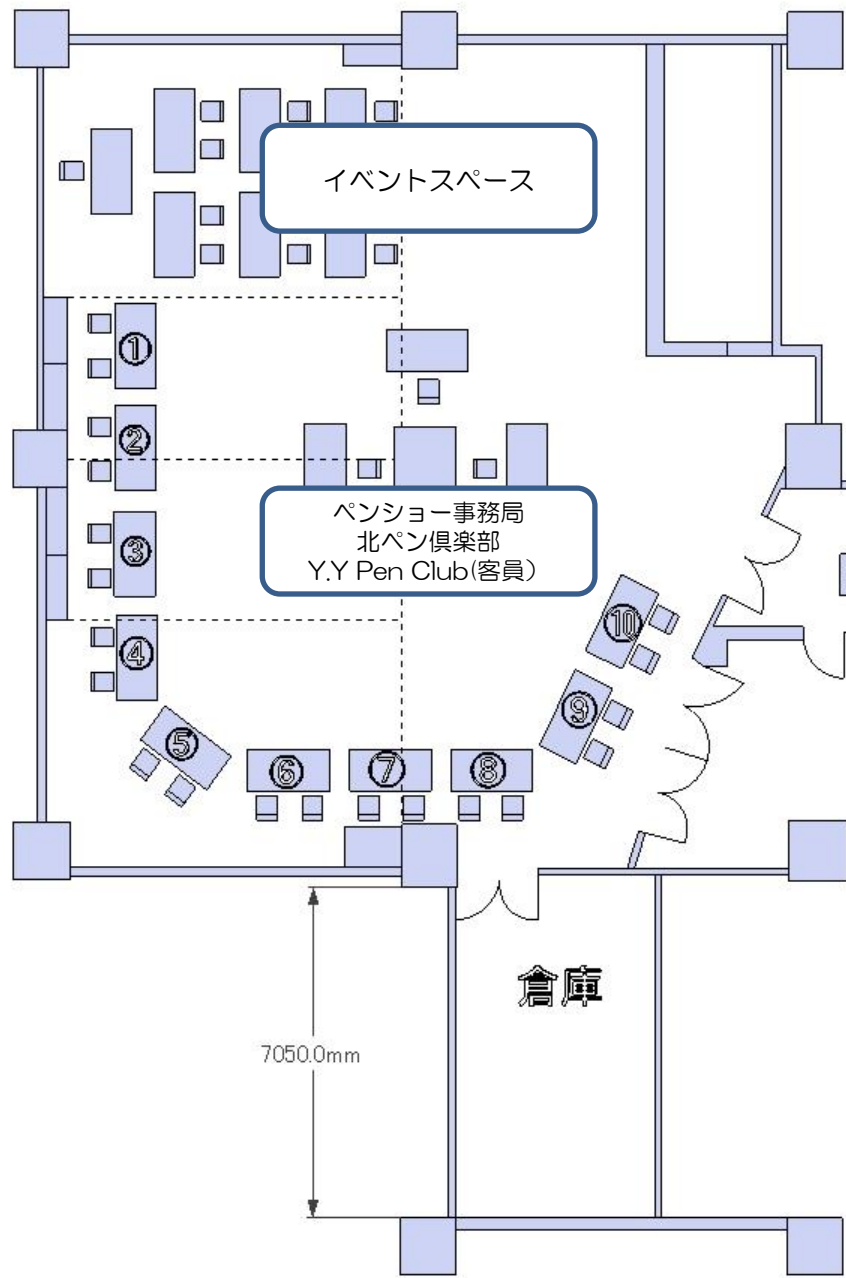 イベントスペース
①
②
ペンショー事務局
北ペン倶楽部
Y.Y Pen Club(客員）
③
④
⑩
⑨
⑤
⑥
⑦
⑧
倉庫
7050.0mm